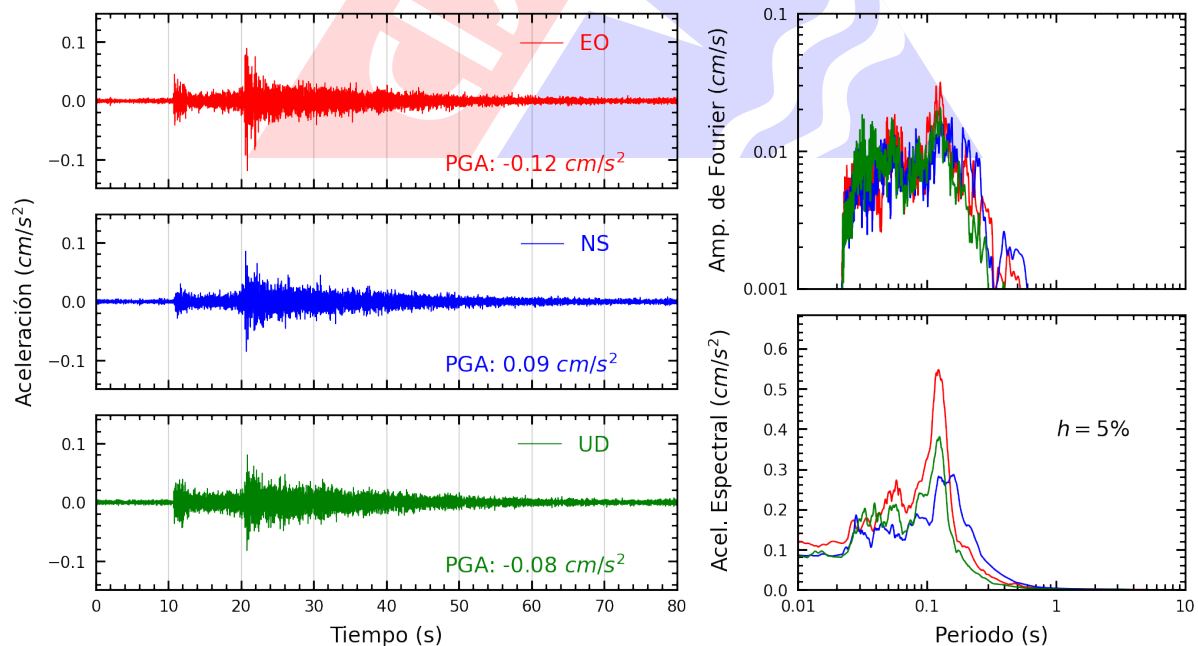 Aceleración (cm/s²)
0.1
0.0
−0.1
EO
PGA: -0.12 cm/s²
0.1
0.0
−0.1
NS
PGA: 0.09 cm/s²
0.1
0.0
−0.1
UD
PGA: -0.08 cm/s²
0 10 20 30 40 50 60 70 80
Tiempo (s)
Amp. de Fourier (cm/s)
0.1
0.01
0.001
Acel. Espectral (cm/s²)
0.6
0.5
0.4
0.3
0.2
0.1
0.0
h = 5%
0.01 0.1 1 10
Periodo (s)